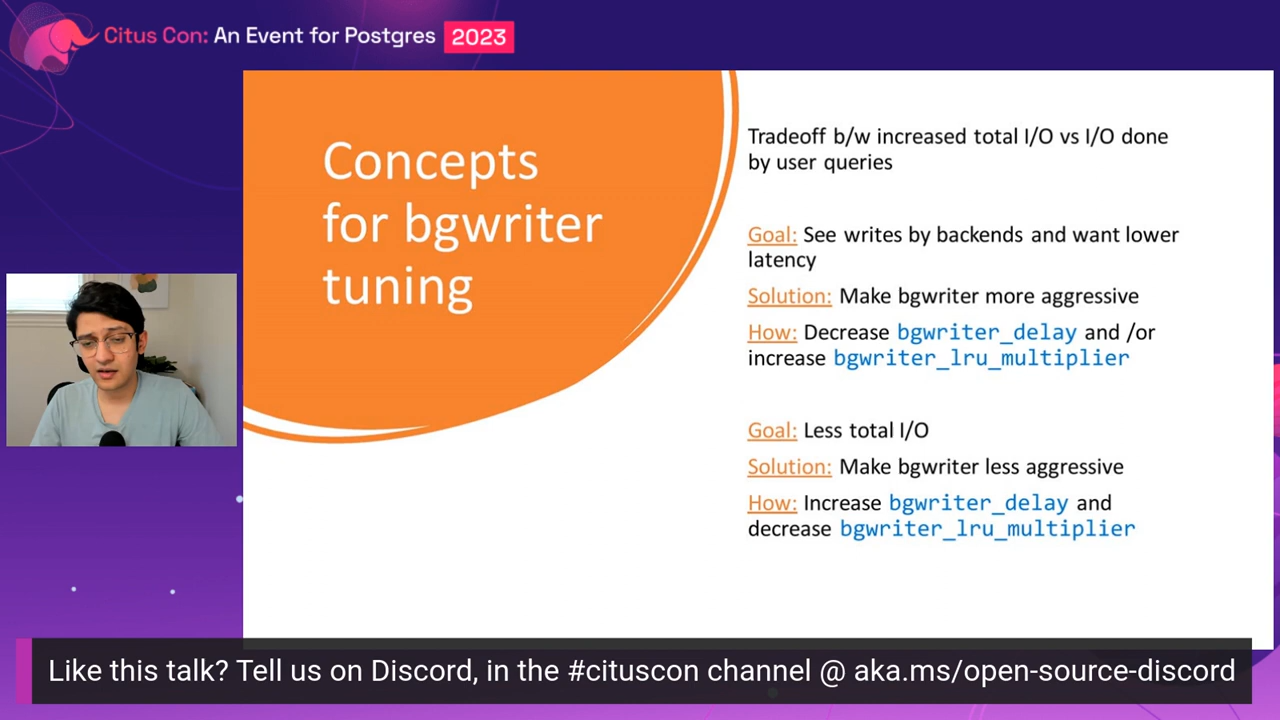 Citus Con: An Event for Postgres 2023
Concepts
for bgwriter
tuning
Tradeoff b/w increased total I/O vs I/O done
by user queries
Goal: See writes by backends and want lower
latency
Solution: Make bgwriter more aggressive
How: Decrease bgwriter_delay and /or
increase bgwriter_lru_multiplier
Goal: Less total I/O
Solution: Make bgwriter less aggressive
How: Increase bgwriter_delay and
decrease bgwriter_lru_multiplier
Like this talk? Tell us on Discord, in the #cituscon channel @ aka.ms/open-source-discord